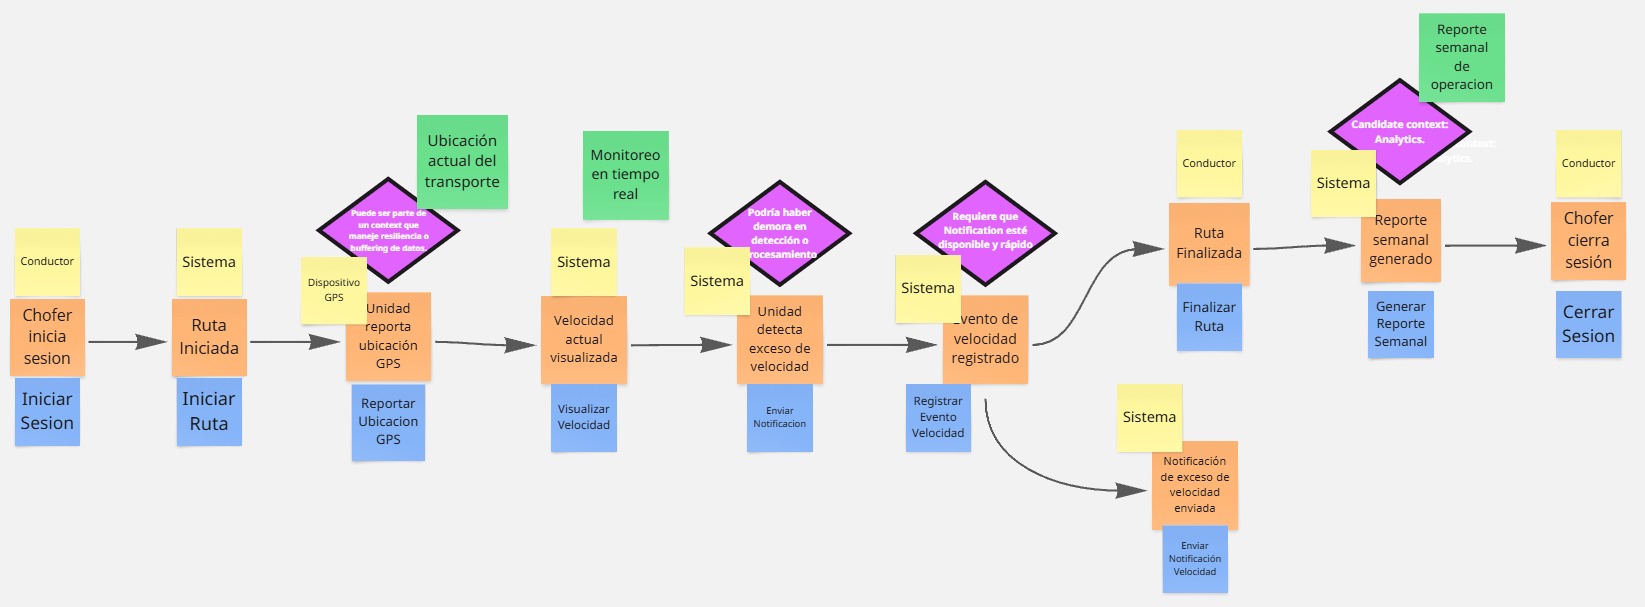 Conductor
Chofer
inicia
sesion
Iniciar
Sesion
Sistema
Ruta
Iniciada
Iniciar
Ruta
Ubicación
actual del
transporte
Puede ser parte de
un context que
maneje resiliencia o
buffering de datos.
Dispositivo
GPS
Unidad
reporta
ubicación
GPS
Reportar
Ubicacion
GPS
Monitoreo
en tiempo
real
Sistema
Velocidad
actual
visualizada
Visualizar
Velocidad
Podría haber
demora en
detección o
procesamiento
Sistema
Unidad
detecta
exceso de
velocidad
Enviar
Notificacion
Requiere que
Notification esté
disponible y rápido
Sistema
Evento de
velocidad
registrado
Registrar
Evento
Velocidad
Sistema
Notificación
de exceso de
velocidad
enviada
Enviar
Notificación
Velocidad
Conductor
Ruta
Finalizada
Finalizar
Ruta
Reporte
semanal
de
operacion
Candidate context:
Analytics.
Sistema
Reporte
semanal
generado
Generar
Reporte
Semanal
Conductor
Chofer
cierra
sesión
Cerrar
Sesion